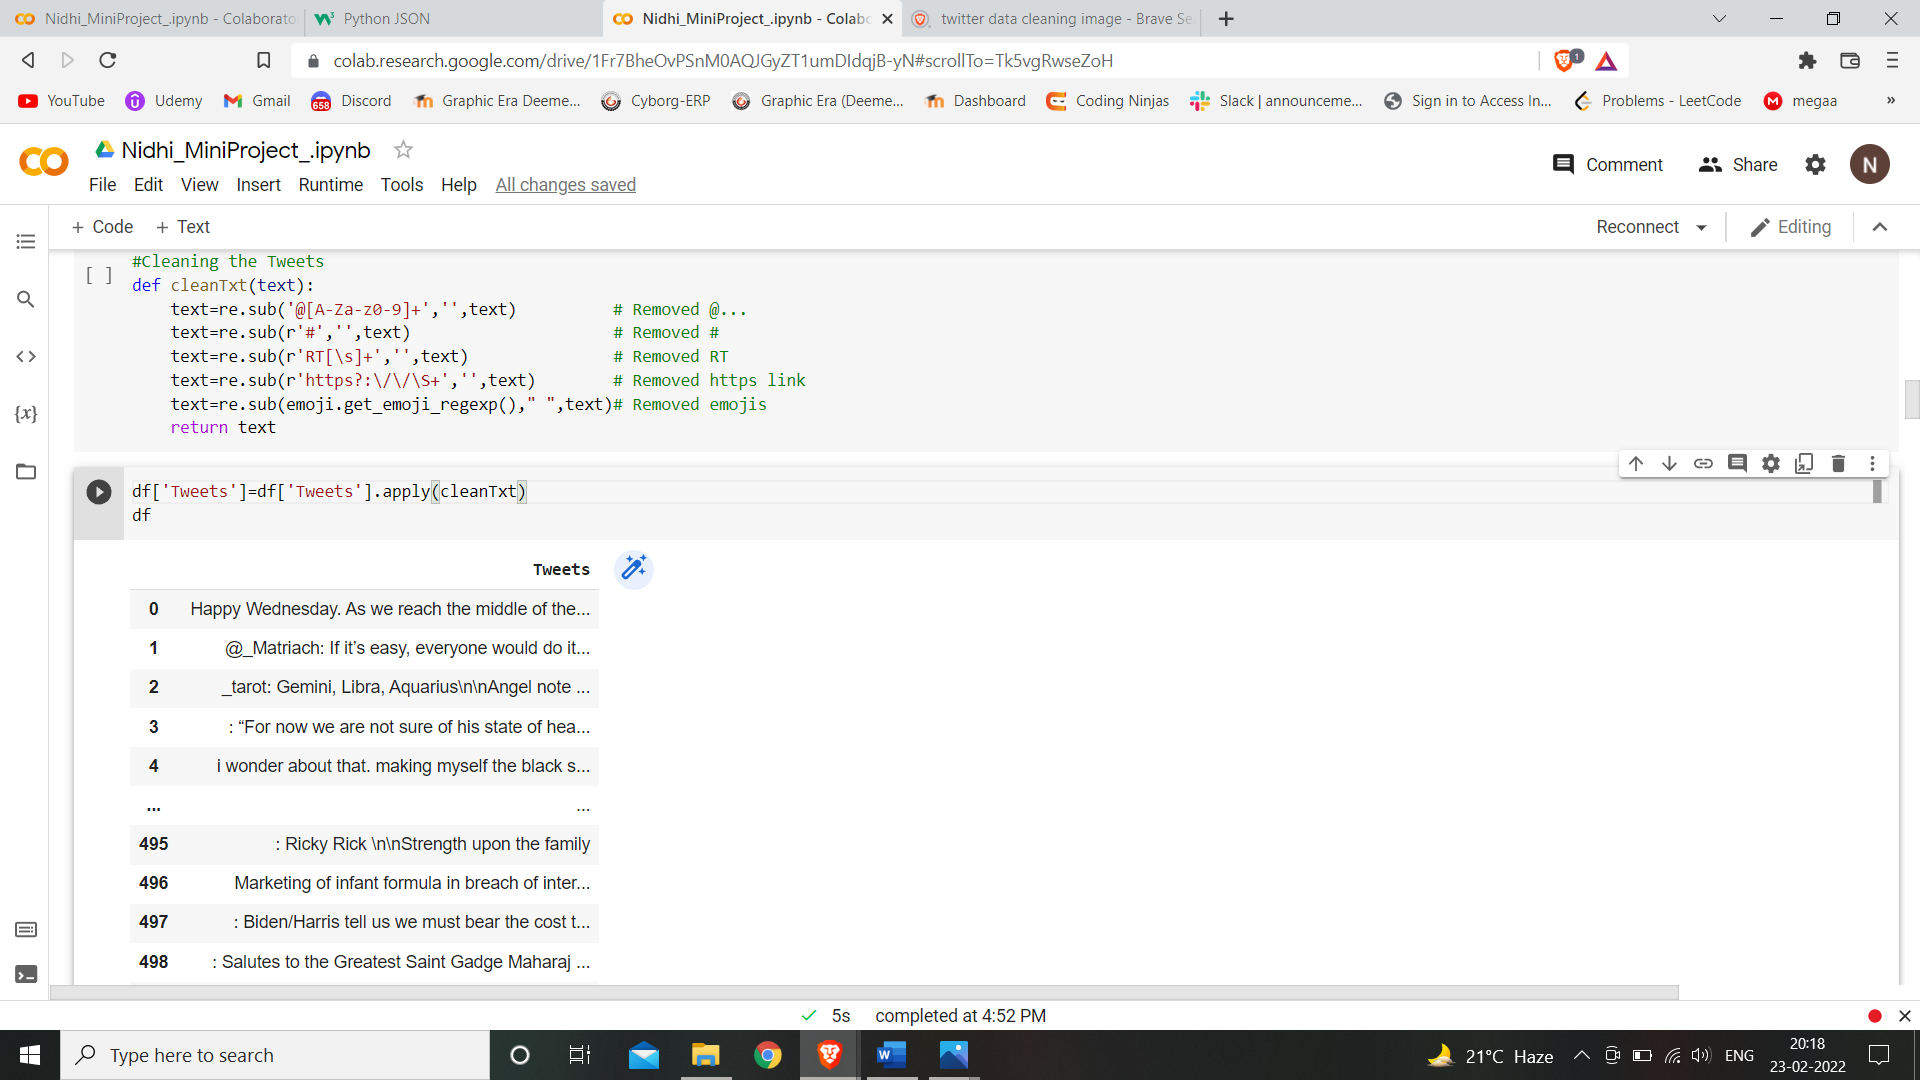 Nidhi_MiniProject_.ipynb - Colaborato
Python JSON
Nidhi_MiniProject_.ipynb - Colabo
twitter data cleaning image - Brave Se
colab.research.google.com/drive/1Fr7BheOvPSnM0AQJGyZT1umDIdqjB-yN#scrollTo=Tk5vgRwseZoH
1
YouTube
Udemy
Gmail
658
Discord
Graphic Era Deeme...
Cyborg-ERP
Graphic Era (Deeme...
Dashboard
Coding Ninjas
Slack | announceme...
Sign in to Access In...
Problems - LeetCode
megaa
»
Nidhi_MiniProject_.ipynb
Comment
Share
N
File Edit View Insert Runtime Tools Help All changes saved
+ Code + Text
Reconnect
Editing
[ ]
#Cleaning the Tweets
def cleanTxt(text):
text=re.sub('@[A-Za-z0-9]+','',text) # Removed @...
text=re.sub(r'#','',text) # Removed #
text=re.sub(r'RT[\s]+','',text) # Removed RT
text=re.sub(r'https?:\/\/\S+','',text) # Removed https link
text=re.sub(emoji.get_emoji_regexp()," ",text)# Removed emojis
return text
df['Tweets']=df['Tweets'].apply(cleanTxt)
df
Tweets
0 Happy Wednesday. As we reach the middle of the...
1 @_Matriach: If it’s easy, everyone would do it...
2 _tarot: Gemini, Libra, Aquarius\n\nAngel note ...
3 : “For now we are not sure of his state of hea...
4 i wonder about that. making myself the black s...
... ...
495 : Ricky Rick \n\nStrength upon the family
496 Marketing of infant formula in breach of inter...
497 : Biden/Harris tell us we must bear the cost t...
498 : Salutes to the Greatest Saint Gadge Maharaj ...
5s completed at 4:52 PM
Type here to search
21°C Haze
ENG
20:18
23-02-2022